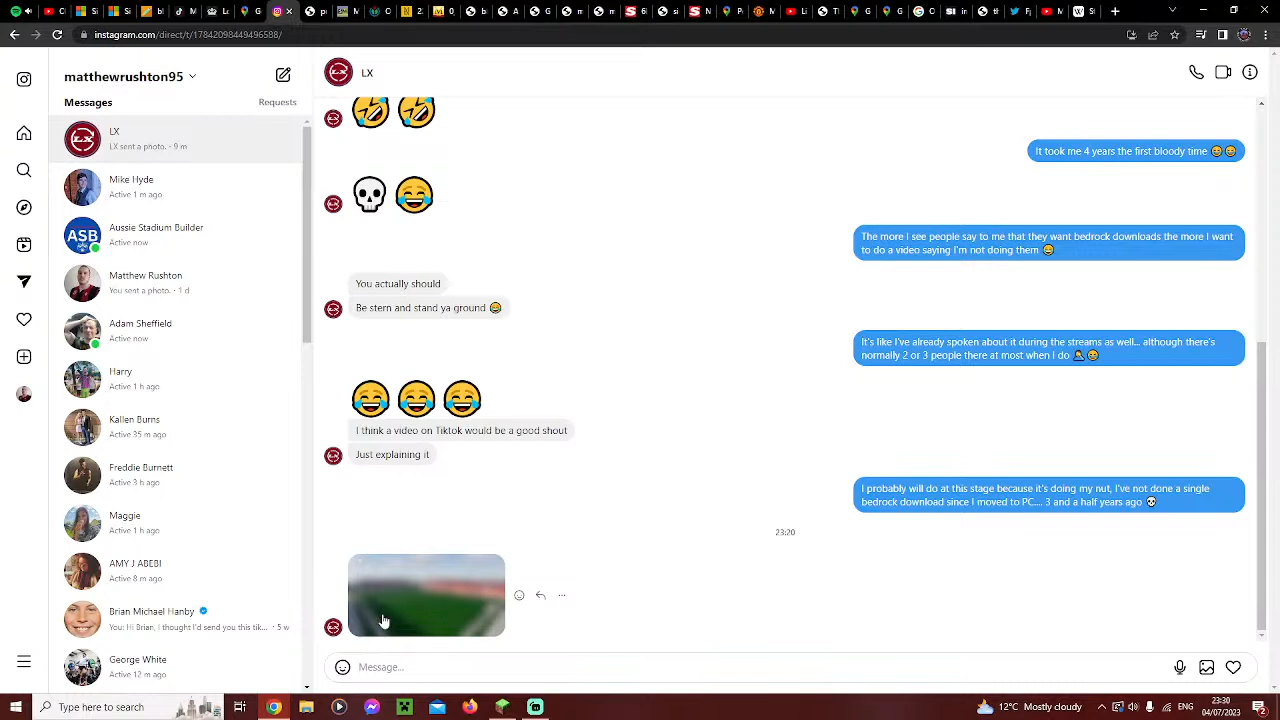 instagram.com/direct/t/17842098449496588/
matthewrushton95
Messages
Requests
LX
LX sent a photo. · 9 m
Mike Hyde
Active 1 m ago
ASB
Aussie Stadium Builder
Active now
Matthew Rushton
You sent a photo. · 1 d
Adam Sheffield
Active now
Harry
Active 1 h ago
Kallen Burns
Active 35 m ago
Freddie Burnett
Active 3 h ago
Maggie
Active 1 h ago
AMY J ABEBI
Active 8 m ago
Brian Michael Hanby
You: Hi Brian, I thought I'd send you this tik... · 5 w
George White
Active 12 m ago
LX
LX
It took me 4 years the first bloody time 😂😂
The more I see people say to me that they want bedrock downloads the more I want
to do a video saying I'm not doing them 😂
You actually should
Be stern and stand ya ground 😂
It's like I've already spoken about it during the streams as well... although there's
normally 2 or 3 people there at most when I do 🤦‍♂️😂
I think a video on Tiktok would be a good shout
Just explaining it
I probably will do at this stage because it's doing my nut, I've not done a single
bedrock download since I moved to PC.... 3 and a half years ago 💀
23:20
Message...
Type here to search
12°C Mostly cloudy
ENG
23:30
04/07/2023
2